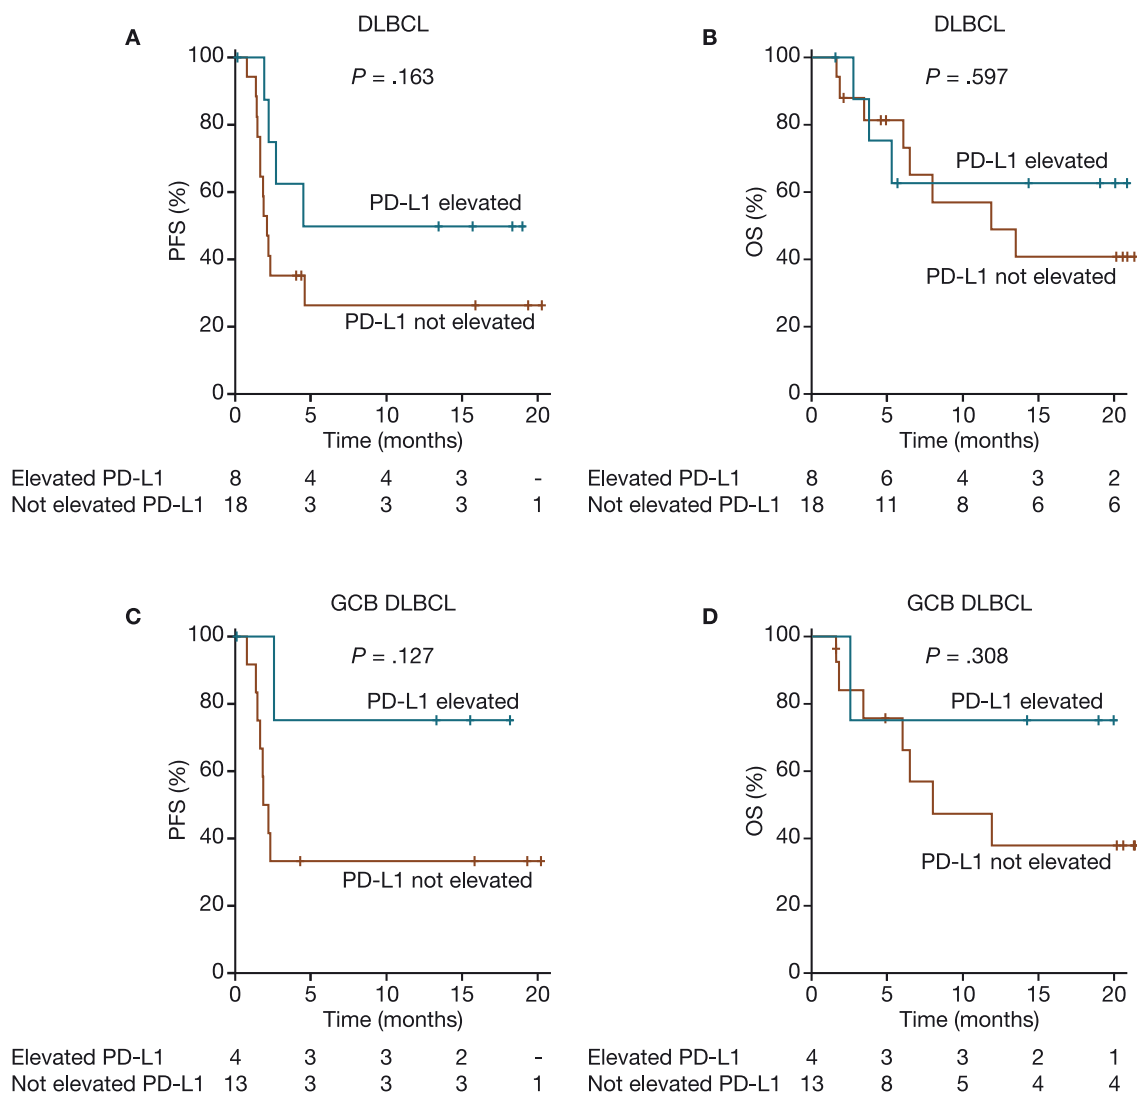 A
DLBCL
P = .163
PFS (%)
100
80
60
40
20
0
PD-L1 elevated
PD-L1 not elevated
0 5 10 15 20
Time (months)
Elevated PD-L1 8 4 4 3 -
Not elevated PD-L1 18 3 3 3 1
B
DLBCL
P = .597
OS (%)
100
80
60
40
20
0
PD-L1 elevated
PD-L1 not elevated
0 5 10 15 20
Time (months)
Elevated PD-L1 8 6 4 3 2
Not elevated PD-L1 18 11 8 6 6
C
GCB DLBCL
P = .127
PFS (%)
100
80
60
40
20
0
PD-L1 elevated
PD-L1 not elevated
0 5 10 15 20
Time (months)
Elevated PD-L1 4 3 3 2 -
Not elevated PD-L1 13 3 3 3 1
D
GCB DLBCL
P = .308
OS (%)
100
80
60
40
20
0
PD-L1 elevated
PD-L1 not elevated
0 5 10 15 20
Time (months)
Elevated PD-L1 4 3 3 2 1
Not elevated PD-L1 13 8 5 4 4